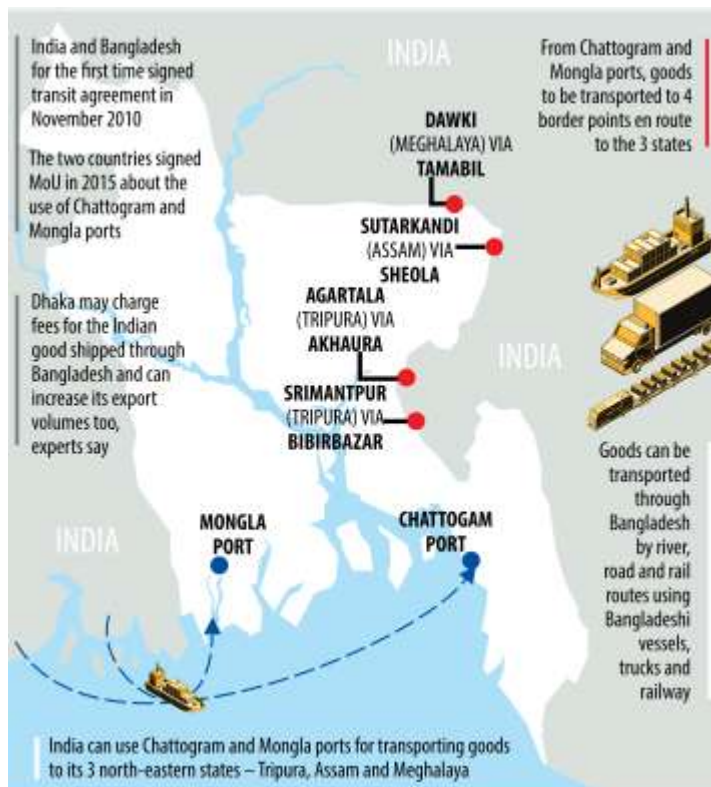 India and Bangladesh
for the first time signed
transit agreement in
November 2010
The two countries signed
MoU in 2015 about the
use of Chattogram and
Mongla ports
Dhaka may charge
fees for the Indian
good shipped through
Bangladesh and can
increase its export
volumes too,
experts say
INDIA
From Chattogram and
Mongla ports, goods
to be transported to 4
border points en route
to the 3 states
DAWKI
(MEGHALAYA) VIA
TAMABIL
SUTARKANDI
(ASSAM) VIA
SHEOLA
AGARTALA
(TRIPURA) VIA
AKHAURA
SRIMANTPUR
(TRIPURA) VIA
BIBIRBAZAR
INDIA
Goods can be
transported
through
Bangladesh
by river,
road and rail
routes using
Bangladeshi
vessels,
trucks and
railway
INDIA
MONGLA
PORT
CHATTOGAM
PORT
India can use Chattogram and Mongla ports for transporting goods
to its 3 north-eastern states – Tripura, Assam and Meghalaya